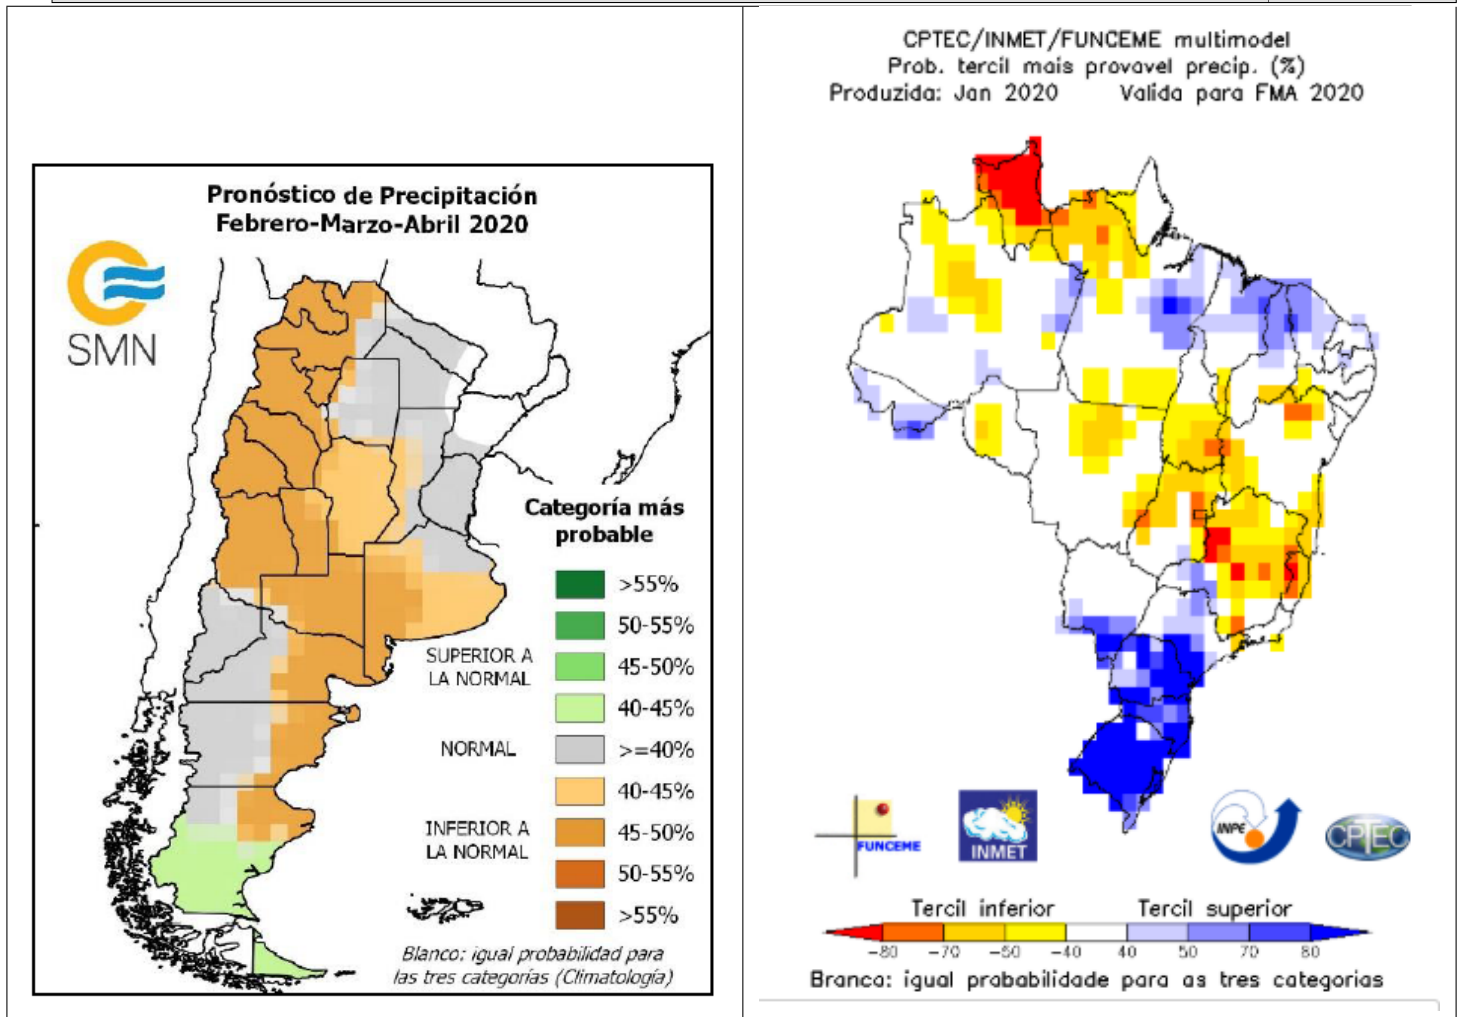 Pronóstico de Precipitación
Febrero-Marzo-Abril 2020
SMN
Categoría más
probable
>55%
50-55%
SUPERIOR A
LA NORMAL
45-50%
40-45%
NORMAL
>=40%
40-45%
INFERIOR A
LA NORMAL
45-50%
50-55%
>55%
Blanco: igual probabilidad para
las tres categorías (Climatología)
CPTEC/INMET/FUNCEME multimodel
Prob. tercil mais provavel precip. (%)
Produzida: Jan 2020 Valida para FMA 2020
FUNCEME
INMET
INPE
CPTEC
Tercil inferior Tercil superior
-80 -70 -50 -40 40 50 70 80
Branca: igual probabilidade para as tres categorias